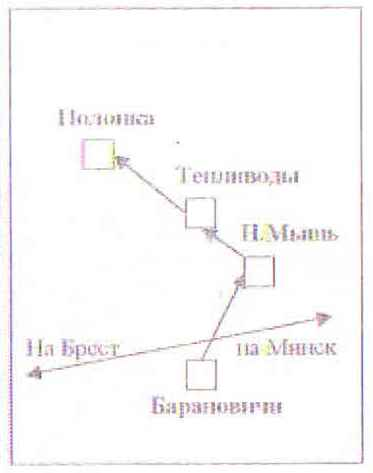 Полонка
Тепливоды
Н.Мышь
На Брест
на Минск
Барановичи